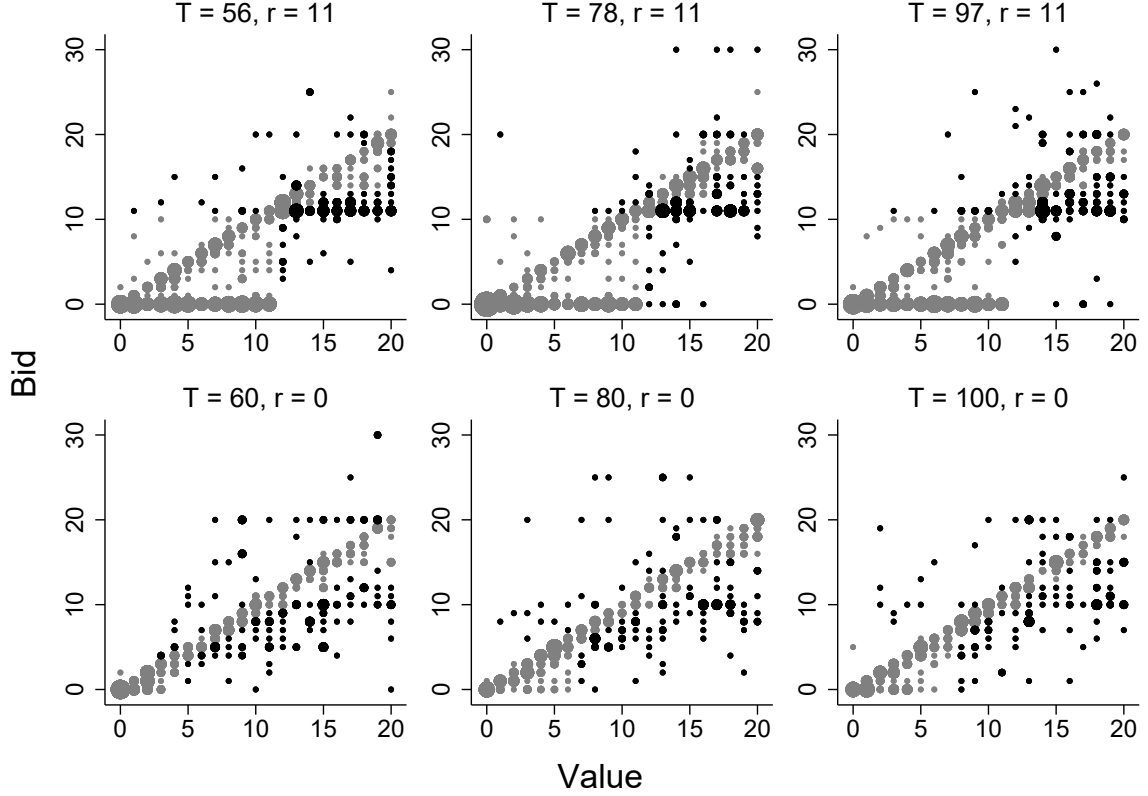 T = 56, r = 11
T = 78, r = 11
T = 97, r = 11
30
20
10
0
0 5 10 15 20
30
20
10
0
0 5 10 15 20
30
20
10
0
0 5 10 15 20
Bid
T = 60, r = 0
T = 80, r = 0
T = 100, r = 0
30
20
10
0
0 5 10 15 20
30
20
10
0
0 5 10 15 20
30
20
10
0
0 5 10 15 20
Value